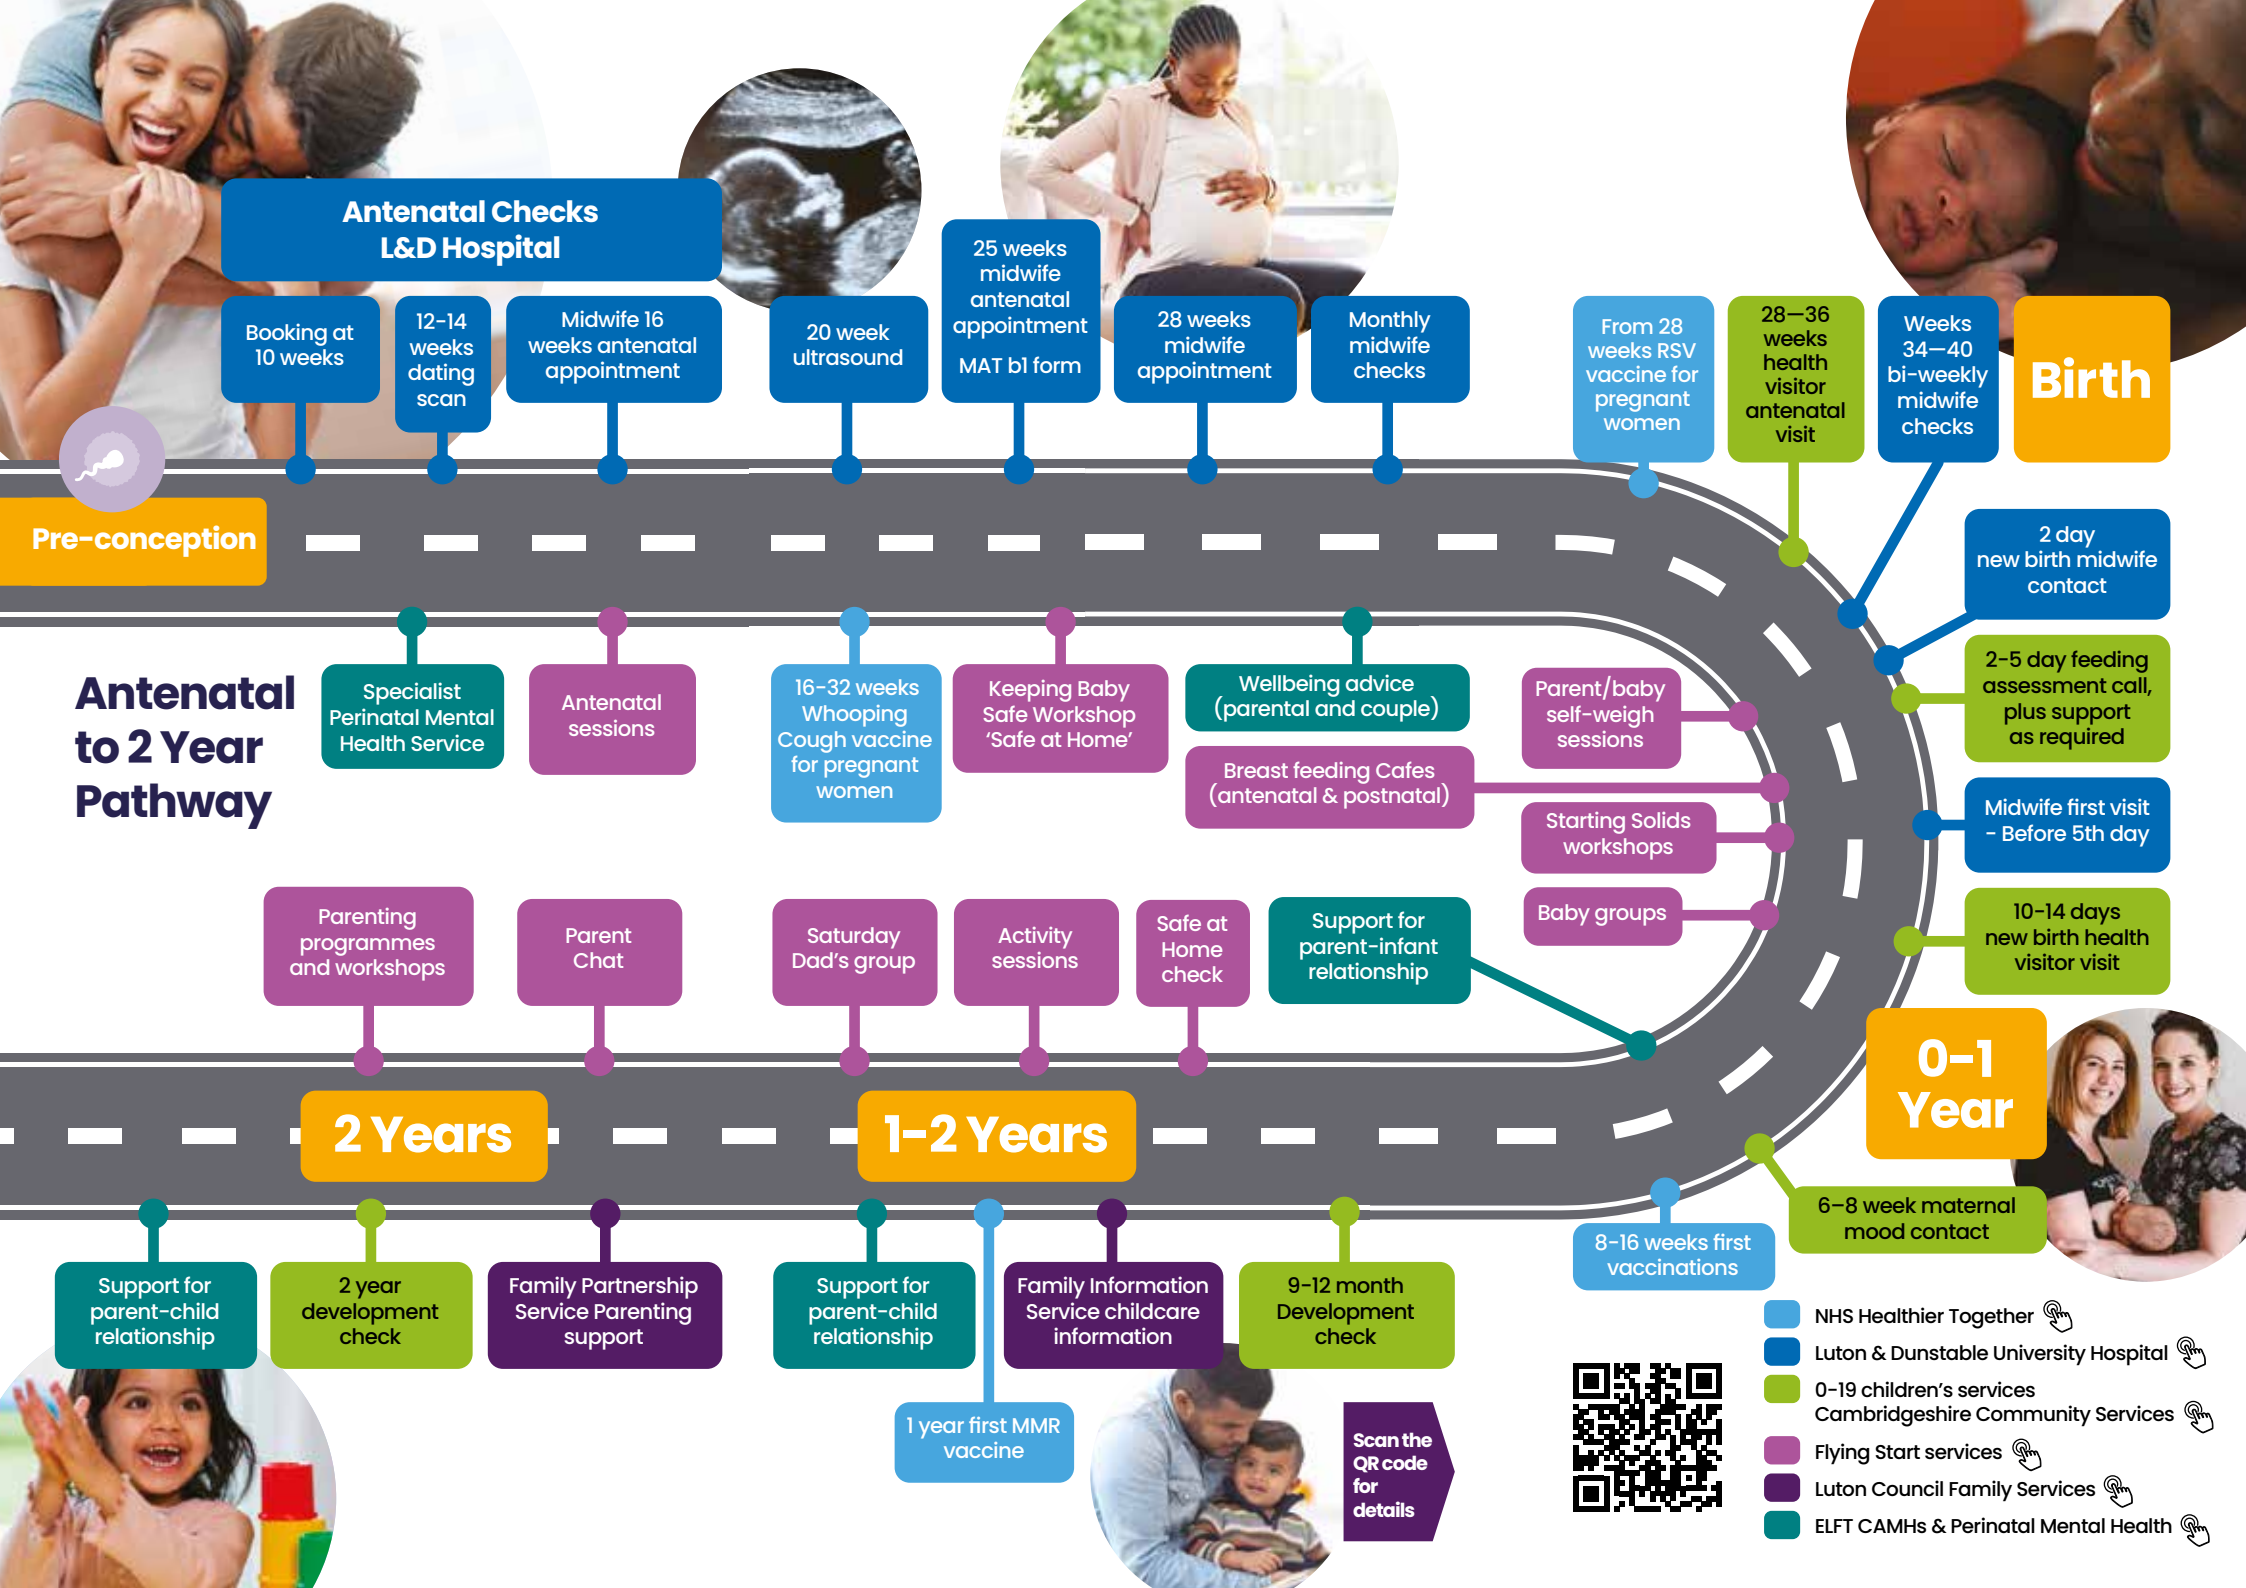 Antenatal Checks
L&D Hospital
Booking at
10 weeks
12-14
weeks
dating
scan
Midwife 16
weeks antenatal
appointment
20 week
ultrasound
25 weeks
midwife
antenatal
appointment
MAT b1 form
28 weeks
midwife
appointment
Monthly
midwife
checks
From 28
weeks RSV
vaccine for
pregnant
women
28—36
weeks
health
visitor
antenatal
visit
Weeks
34—40
bi-weekly
midwife
checks
Birth
Pre-conception
2 day
new birth midwife
contact
2-5 day feeding
assessment call,
plus support
as required
Midwife first visit
- Before 5th day
10-14 days
new birth health
visitor visit
Antenatal
to 2 Year
Pathway
Specialist
Perinatal Mental
Health Service
Antenatal
sessions
16-32 weeks
Whooping
Cough vaccine
for pregnant
women
Keeping Baby
Safe Workshop
‘Safe at Home’
Wellbeing advice
(parental and couple)
Breast feeding Cafes
(antenatal & postnatal)
Parent/baby
self-weigh
sessions
Starting Solids
workshops
Baby groups
Parenting
programmes
and workshops
Parent
Chat
Saturday
Dad’s group
Activity
sessions
Safe at
Home
check
Support for
parent-infant
relationship
0-1
Year
2 Years
1-2 Years
6–8 week maternal
mood contact
8-16 weeks first
vaccinations
Support for
parent-child
relationship
2 year
development
check
Family Partnership
Service Parenting
support
Support for
parent-child
relationship
1 year first MMR
vaccine
Family Information
Service childcare
information
9-12 month
Development
check
Scan the
QR code
for
details
NHS Healthier Together
Luton & Dunstable University Hospital
0-19 children’s services
Cambridgeshire Community Services
Flying Start services
Luton Council Family Services
ELFT CAMHs & Perinatal Mental Health